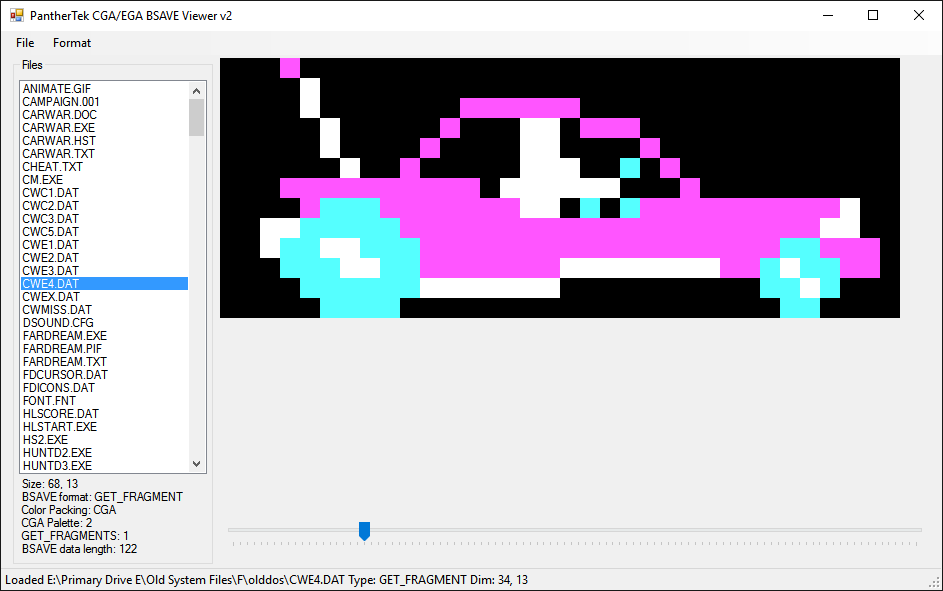 PantherTek CGA/EGA BSAVE Viewer v2
File Format
Files
ANIMATE.GIF
CAMPAIGN.001
CARWAR.DOC
CARWAR.EXE
CARWAR.HST
CARWAR.TXT
CHEAT.TXT
CM.EXE
CWC1.DAT
CWC2.DAT
CWC3.DAT
CWC5.DAT
CWE1.DAT
CWE2.DAT
CWE3.DAT
CWE4.DAT
CWEX.DAT
CWMISS.DAT
DSOUND.CFG
FARDREAM.EXE
FARDREAM.PIF
FARDREAM.TXT
FDCURSOR.DAT
FDICONS.DAT
FONT.FNT
HLSCORE.DAT
HLSTART.EXE
HS2.EXE
HUNTD2.EXE
HUNTD3.EXE
Size: 68, 13
BSAVE format: GET_FRAGMENT
Color Packing: CGA
CGA Palette: 2
GET_FRAGMENTS: 1
BSAVE data length: 122
Loaded E:\Primary Drive E\Old System Files\F\olddos\CWE4.DAT Type: GET_FRAGMENT Dim: 34, 13